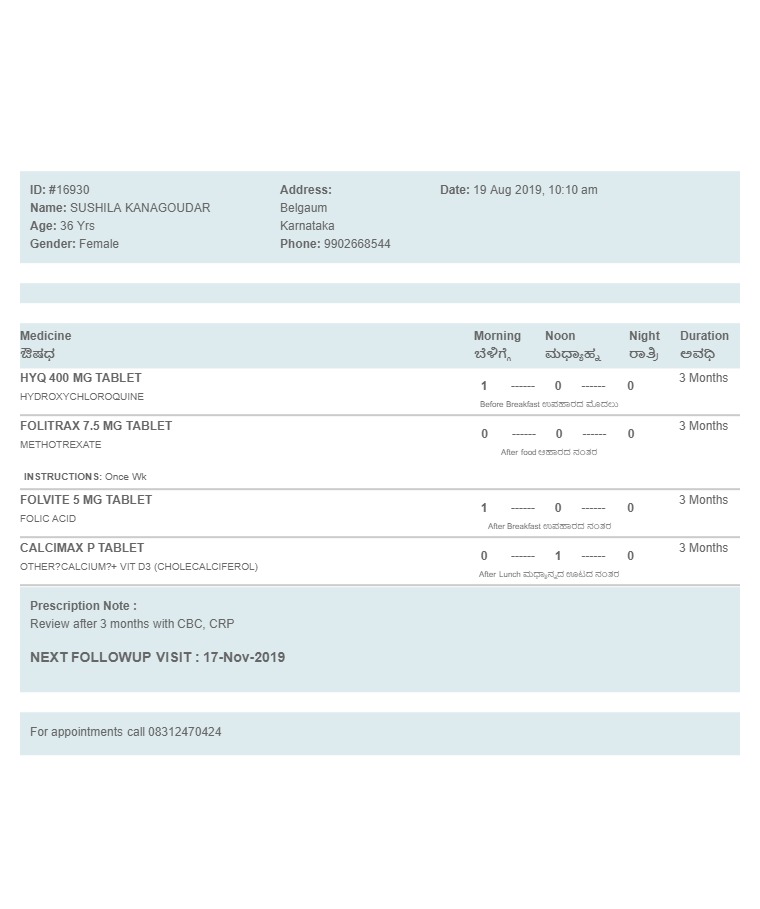 ID: #16930
Name: SUSHILA KANAGOUDAR
Age: 36 Yrs
Gender: Female
Address:
Belgaum
Karnataka
Phone: 9902668544
Date: 19 Aug 2019, 10:10 am
Medicine Morning Noon Night Duration
ಔಷಧ ಬೆಳಿಗ್ಗೆ ಮಧ್ಯಾಹ್ನ ರಾತ್ರಿ ಅವಧಿ
HYQ 400 MG TABLET 1 ------ 0 ------ 0 3 Months
HYDROXYCHLOROQUINE
Before Breakfast ಉಪಹಾರದ ಮೊದಲು
FOLITRAX 7.5 MG TABLET 0 ------ 0 ------ 0 3 Months
METHOTREXATE
After food ಆಹಾರದ ನಂತರ
INSTRUCTIONS: Once Wk
FOLVITE 5 MG TABLET 1 ------ 0 ------ 0 3 Months
FOLIC ACID
After Breakfast ಉಪಹಾರದ ನಂತರ
CALCIMAX P TABLET 0 ------ 1 ------ 0 3 Months
OTHER?CALCIUM?+ VIT D3 (CHOLECALCIFEROL)
After Lunch ಮಧ್ಯಾನ್ನದ ಊಟದ ನಂತರ
Prescription Note :
Review after 3 months with CBC, CRP
NEXT FOLLOWUP VISIT : 17-Nov-2019
For appointments call 08312470424